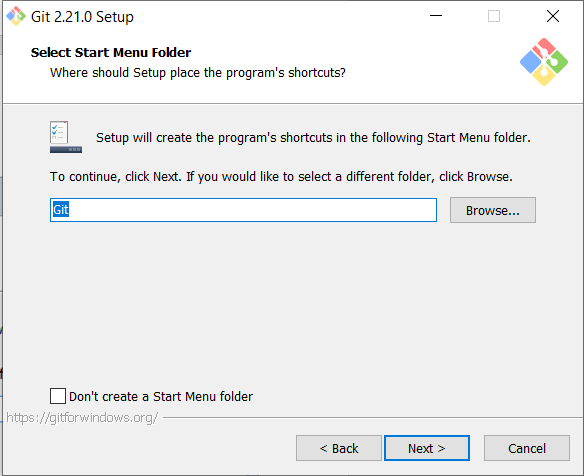 Git 2.21.0 Setup
Select Start Menu Folder
Where should Setup place the program's shortcuts?
Setup will create the program's shortcuts in the following Start Menu folder.
To continue, click Next. If you would like to select a different folder, click Browse.
Git
Browse...
Don't create a Start Menu folder
https://gitforwindows.org/
< Back
Next >
Cancel